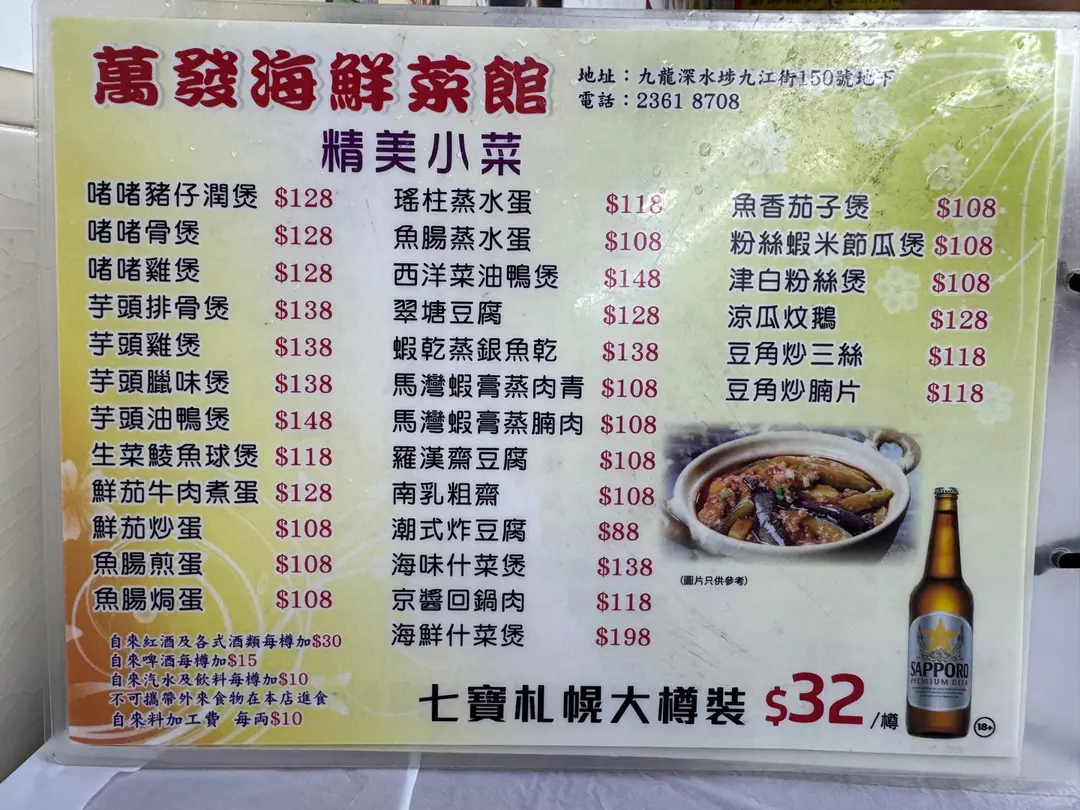 萬發海鮮菜館
地址：九龍深水埗九江街150號地下
電話：2361 8708
精美小菜
啫啫豬仔潤煲 $128
啫啫骨煲 $128
啫啫雞煲 $128
芋頭排骨煲 $138
芋頭雞煲 $138
芋頭臘味煲 $138
芋頭油鴨煲 $148
生菜鯪魚球煲 $118
鮮茄牛肉煮蛋 $128
鮮茄炒蛋 $108
魚腸煎蛋 $108
魚腸焗蛋 $108
自來紅酒及各式酒類每樽加$30
自來啤酒每樽加$15
自來汽水及飲料每樽加$10
不可攜帶外來食物在本店進食
自來料加工費 每両$10
瑤柱蒸水蛋 $118
魚腸蒸水蛋 $108
西洋菜油鴨煲 $148
翠塘豆腐 $128
蝦乾蒸銀魚乾 $138
馬灣蝦膏蒸肉青 $108
馬灣蝦膏蒸腩肉 $108
羅漢齋豆腐 $108
南乳粗齋 $108
潮式炸豆腐 $88
海味什菜煲 $138
京醬回鍋肉 $118
海鮮什菜煲 $198
魚香茄子煲 $108
粉絲蝦米節瓜煲 $108
津白粉絲煲 $108
涼瓜炆鵝 $128
豆角炒三絲 $118
豆角炒腩片 $118
(圖片只供參考)
七寶札幌大樽裝 $32/樽
SAPPORO
PREMIUM BEER
18+